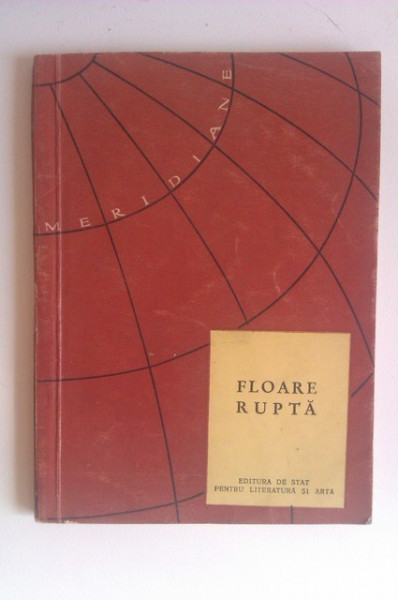 MERIDIANE
FLOARE
RUPTĂ
EDITURA DE STAT
PENTRU LITERATURĂ ȘI ARTĂ